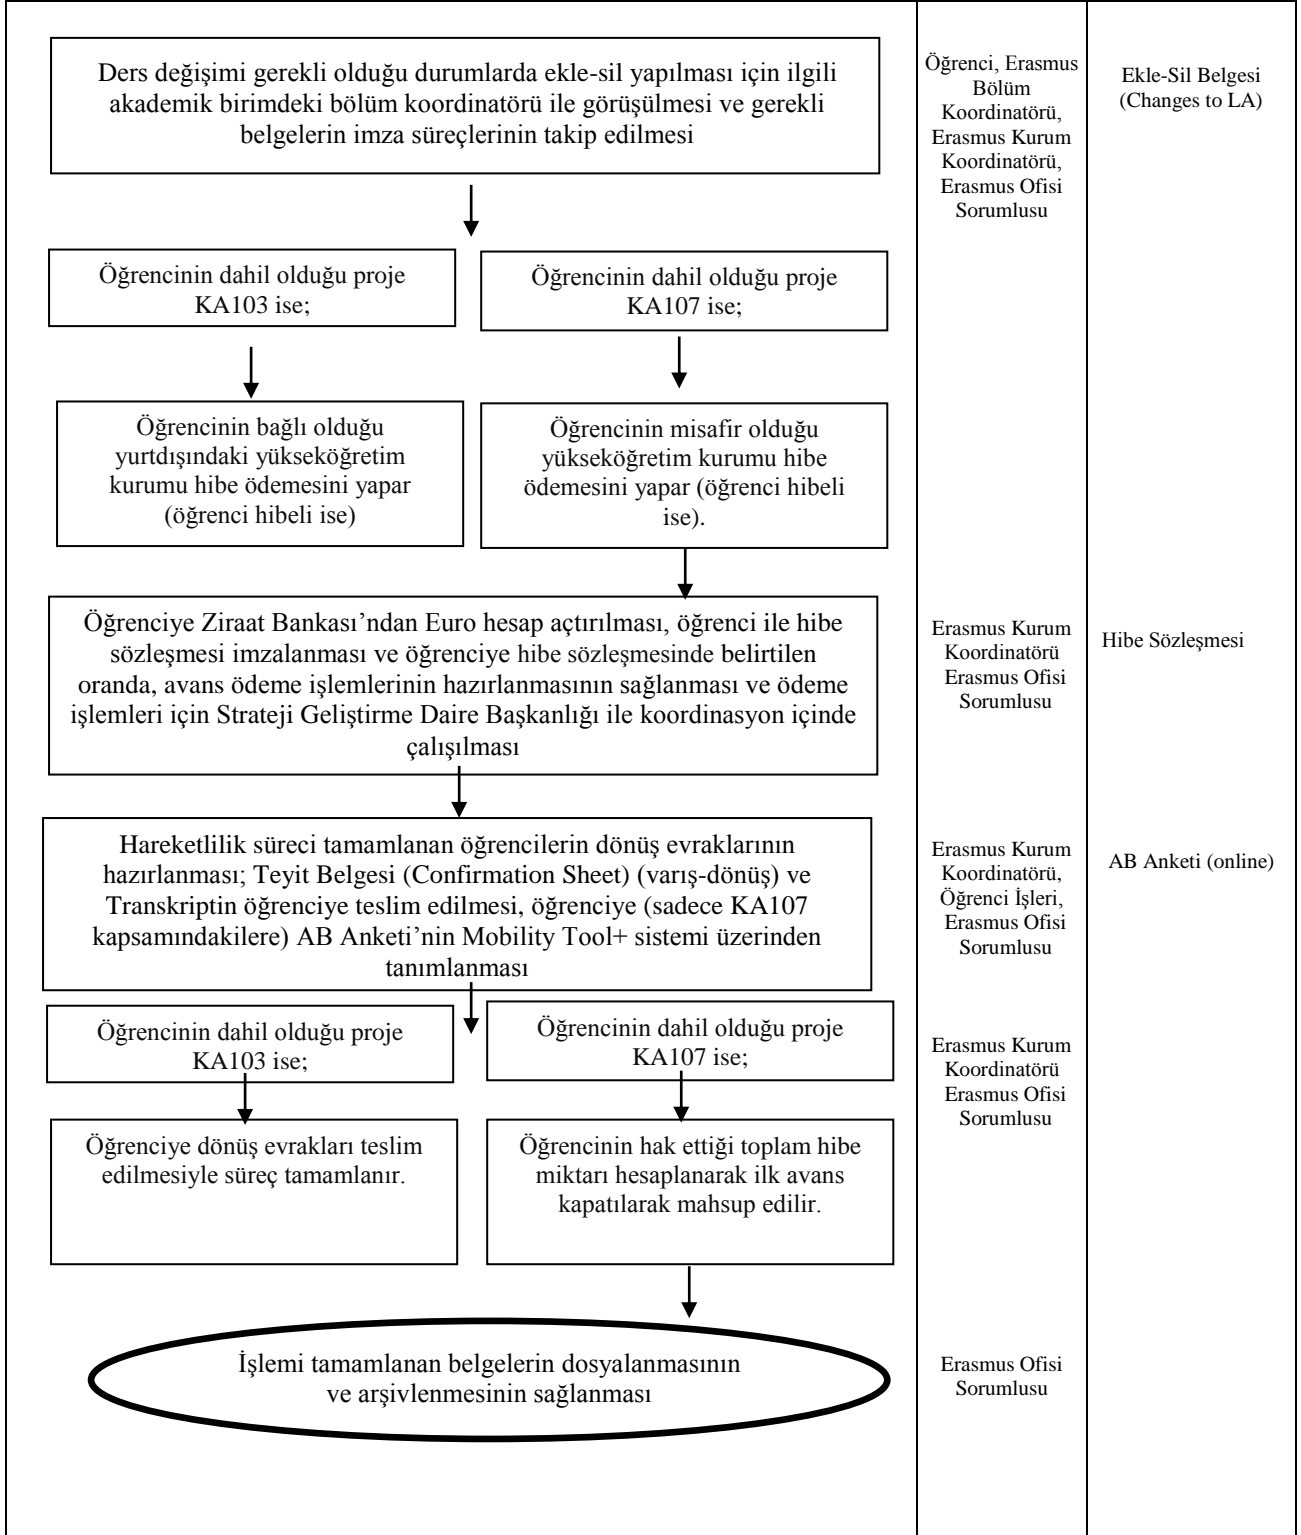 Ders değişimi gerekli olduğu durumlarda ekle-sil yapılması için ilgili
akademik birimdeki bölüm koordinatörü ile görüşülmesi ve gerekli
belgelerin imza süreçlerinin takip edilmesi
Öğrenci, Erasmus
Bölüm
Koordinatörü,
Erasmus Kurum
Koordinatörü,
Erasmus Ofisi
Sorumlusu
Ekle-Sil Belgesi
(Changes to LA)
Öğrencinin dahil olduğu proje
KA103 ise;
Öğrencinin dahil olduğu proje
KA107 ise;
Öğrencinin bağlı olduğu
yurtdışındaki yükseköğretim
kurumu hibe ödemesini yapar
(öğrenci hibeli ise)
Öğrencinin misafir olduğu
yükseköğretim kurumu hibe
ödemesini yapar (öğrenci hibeli
ise).
Öğrenciye Ziraat Bankası’ndan Euro hesap açtırılması, öğrenci ile hibe
sözleşmesi imzalanması ve öğrenciye hibe sözleşmesinde belirtilen
oranda, avans ödeme işlemlerinin hazırlanmasının sağlanması ve ödeme
işlemleri için Strateji Geliştirme Daire Başkanlığı ile koordinasyon içinde
çalışılması
Erasmus Kurum
Koordinatörü
Erasmus Ofisi
Sorumlusu
Hibe Sözleşmesi
Hareketlilik süreci tamamlanan öğrencilerin dönüş evraklarının
hazırlanması; Teyit Belgesi (Confirmation Sheet) (varış-dönüş) ve
Transkriptin öğrenciye teslim edilmesi, öğrenciye (sadece KA107
kapsamındakilere) AB Anketi’nin Mobility Tool+ sistemi üzerinden
tanımlanması
Erasmus Kurum
Koordinatörü,
Öğrenci İşleri,
Erasmus Ofisi
Sorumlusu
AB Anketi (online)
Öğrencinin dahil olduğu proje
KA103 ise;
Öğrencinin dahil olduğu proje
KA107 ise;
Erasmus Kurum
Koordinatörü
Erasmus Ofisi
Sorumlusu
Öğrenciye dönüş evrakları teslim
edilmesiyle süreç tamamlanır.
Öğrencinin hak ettiği toplam hibe
miktarı hesaplanarak ilk avans
kapatılarak mahsup edilir.
İşlemi tamamlanan belgelerin dosyalanmasının
ve arşivlenmesinin sağlanması
Erasmus Ofisi
Sorumlusu